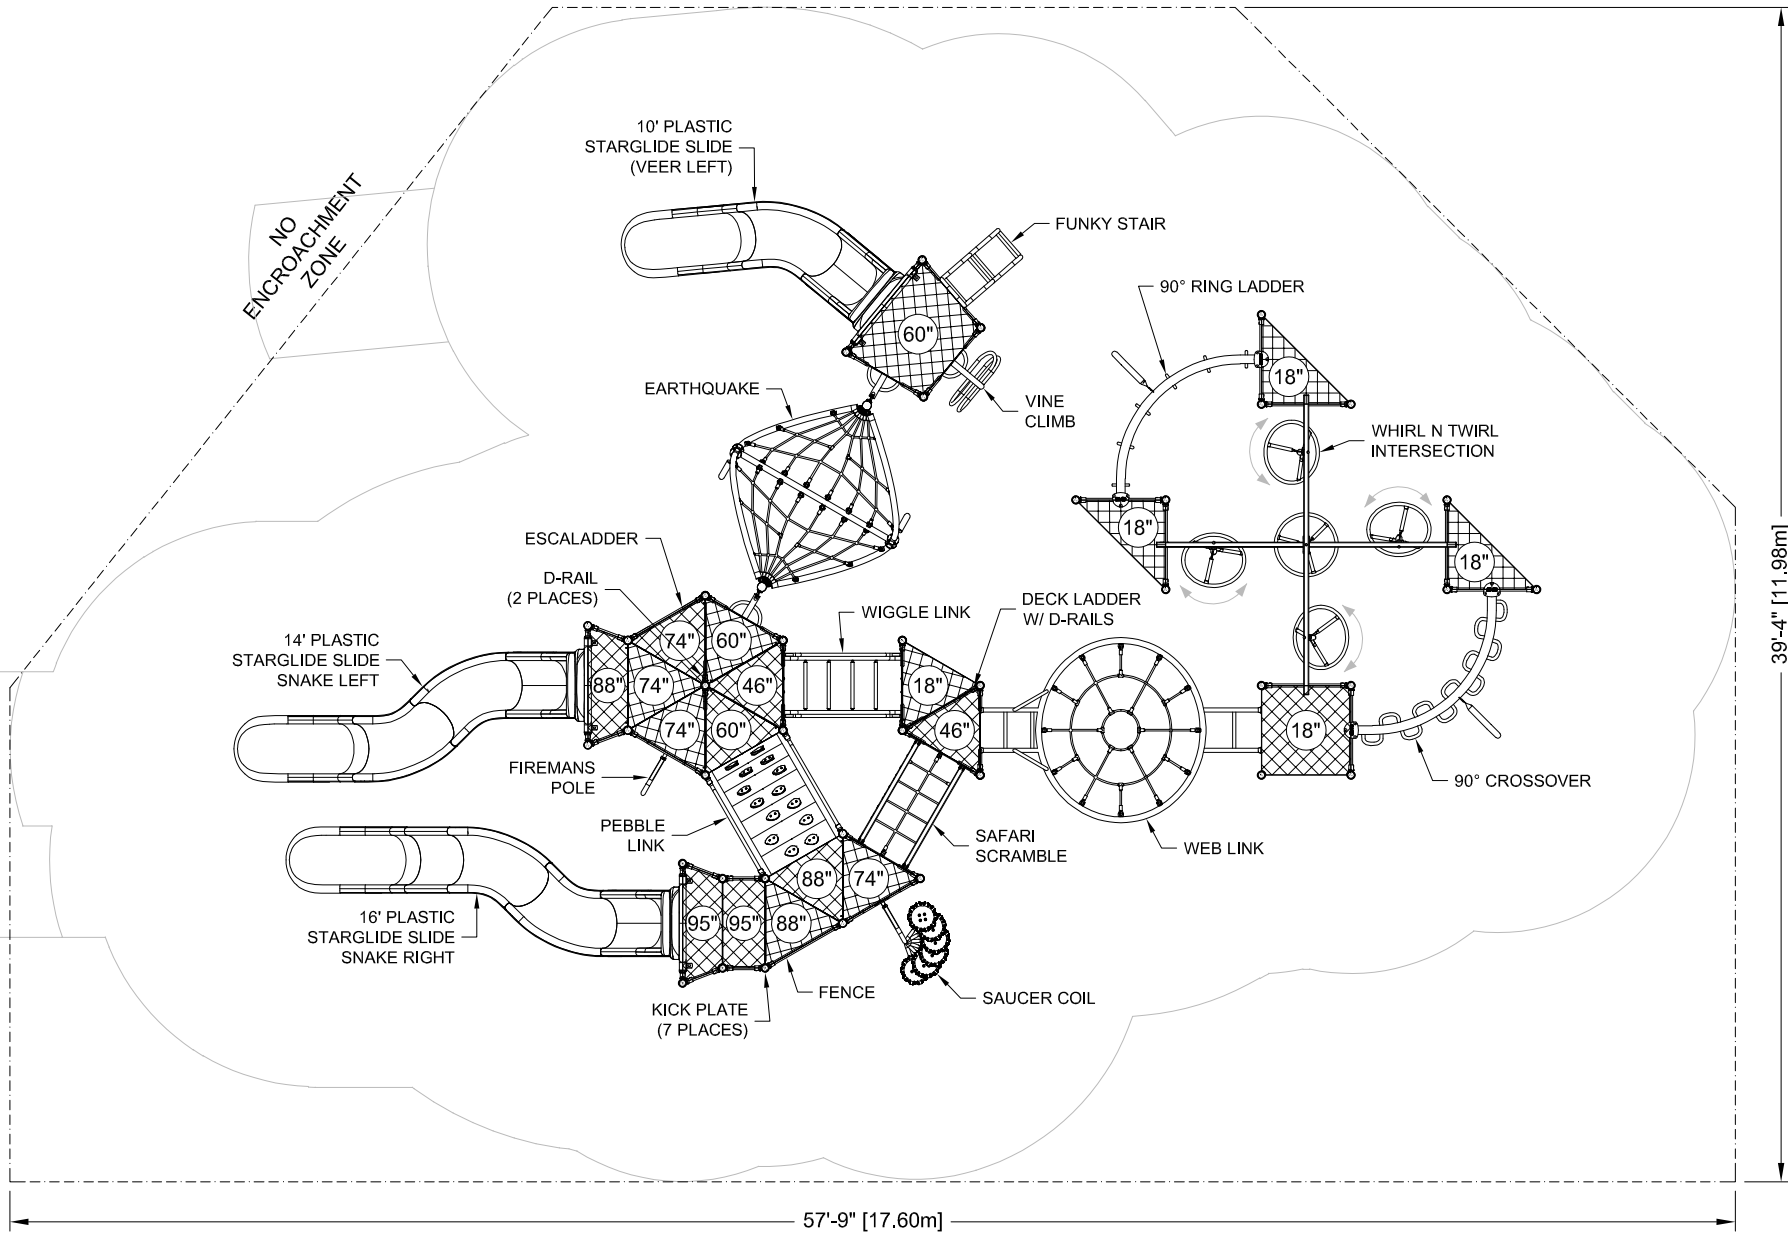 10' PLASTIC
STARGLIDE SLIDE
(VEER LEFT)
NO
ENCROACHMENT
ZONE
FUNKY STAIR
90° RING LADDER
60"
18"
EARTHQUAKE
VINE
CLIMB
WHIRL N TWIRL
INTERSECTION
18"
18"
ESCALADDER
D-RAIL
(2 PLACES)
WIGGLE LINK
DECK LADDER
W/ D-RAILS
14' PLASTIC
STARGLIDE SLIDE
SNAKE LEFT
74"
60"
88"
74"
46"
18"
74"
60"
46"
18"
FIREMANS
POLE
90° CROSSOVER
PEBBLE
LINK
SAFARI
SCRAMBLE
WEB LINK
88"
74"
16' PLASTIC
STARGLIDE SLIDE
SNAKE RIGHT
95"
95"
88"
FENCE
SAUCER COIL
KICK PLATE
(7 PLACES)
39'-4" [11.98m]
57'-9" [17.60m]